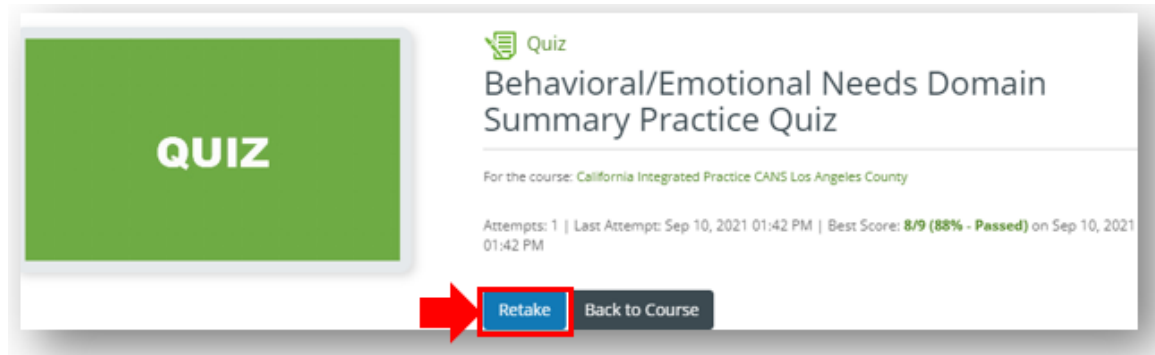 QUIZ
Quiz
Behavioral/Emotional Needs Domain
Summary Practice Quiz
For the course: California Integrated Practice CANS Los Angeles County
Attempts: 1 | Last Attempt: Sep 10, 2021 01:42 PM | Best Score: 8/9 (88% - Passed) on Sep 10, 2021
01:42 PM
Retake Back to Course